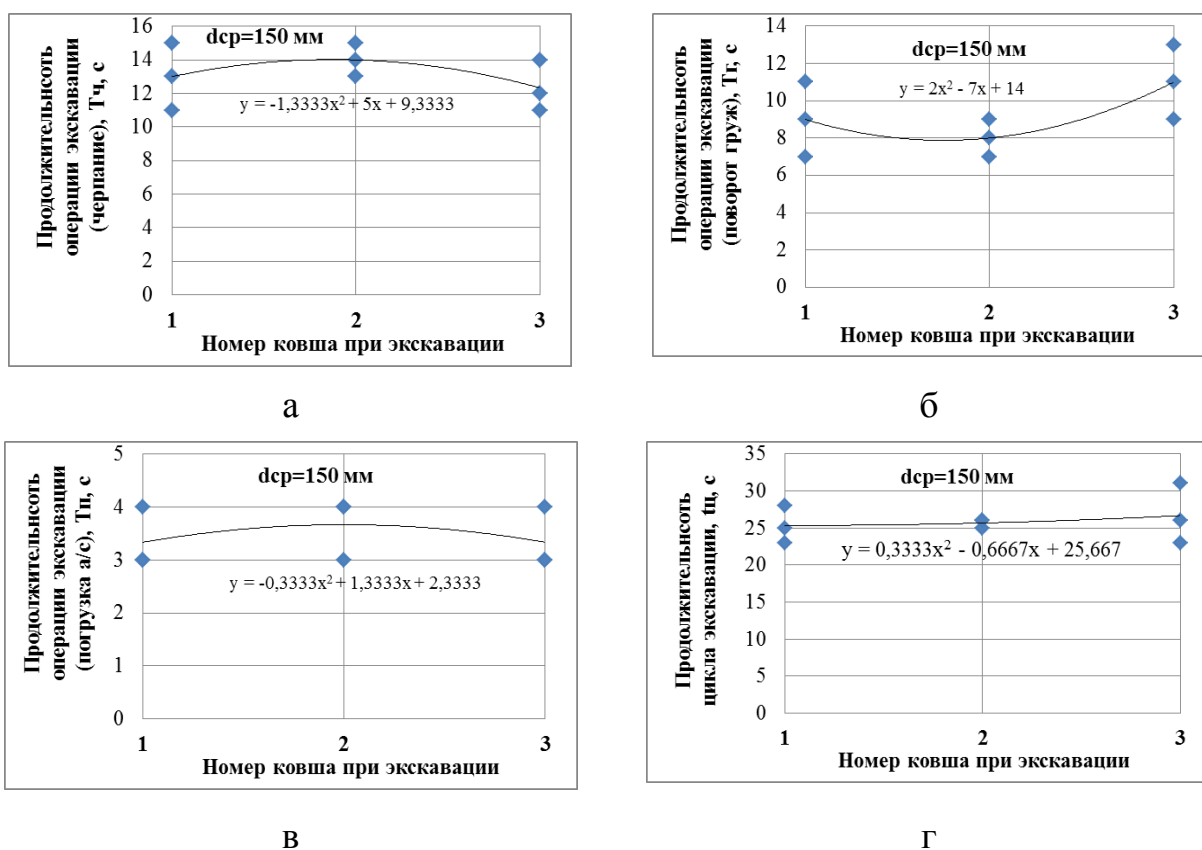 Продолжительнсоть
операции экскавации
(черпание), Тч, с
16
14
12
10
8
6
4
2
0
dср=150 мм
y = -1,3333x² + 5x + 9,3333
1 2 3
Номер ковша при экскавации
а
Продолжительнсоть
операции экскавации
(поворот груж), Тг, с
14
12
10
8
6
4
2
0
dср=150 мм
y = 2x² - 7x + 14
1 2 3
Номер ковша при экскавации
б
Продолжительнсоть
операции экскавации
(погрузка а/с), Тп, с
5
4
3
2
1
0
dср=150 мм
y = -0,3333x² + 1,3333x + 2,3333
1 2 3
Номер ковша при экскавации
в
Продолжительнсоть
цикла экскавации, tц, с
35
30
25
20
15
10
5
0
dср=150 мм
y = 0,3333x² - 0,6667x + 25,667
1 2 3
Номер ковша при экскавации
г